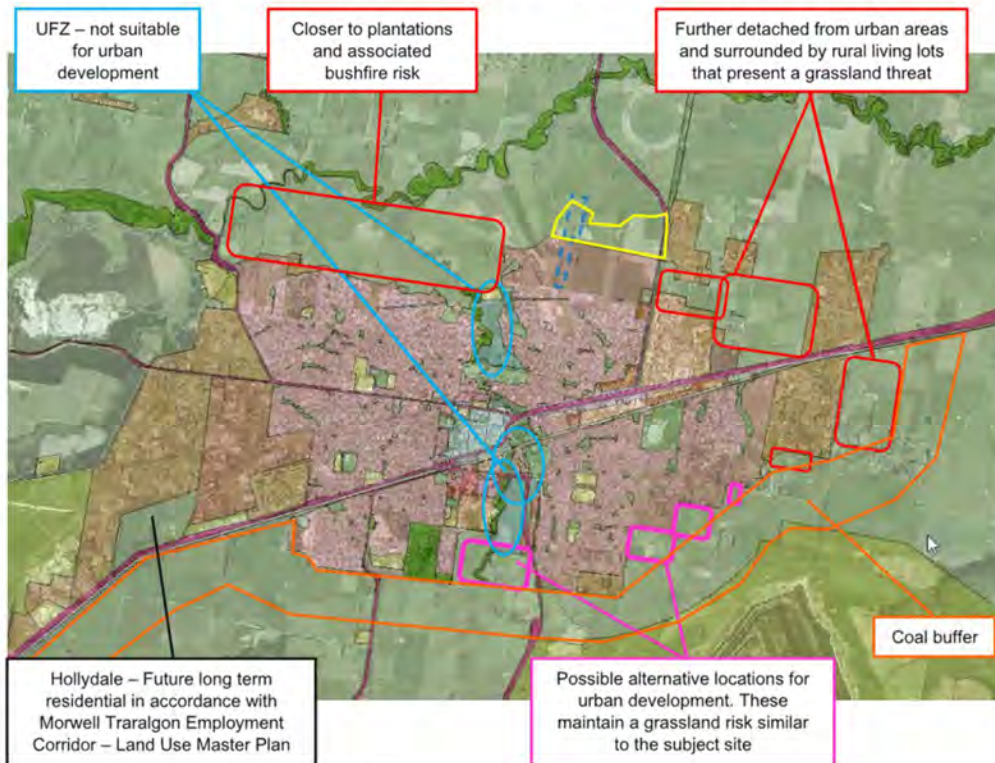 UFZ – not suitable
for urban
development
Closer to plantations
and associated
bushfire risk
Further detached from urban areas
and surrounded by rural living lots
that present a grassland threat
Coal buffer
Hollydale – Future long term
residential in accordance with
Morwell Traralgon Employment
Corridor – Land Use Master Plan
Possible alternative locations for
urban development. These
maintain a grassland risk similar
to the subject site